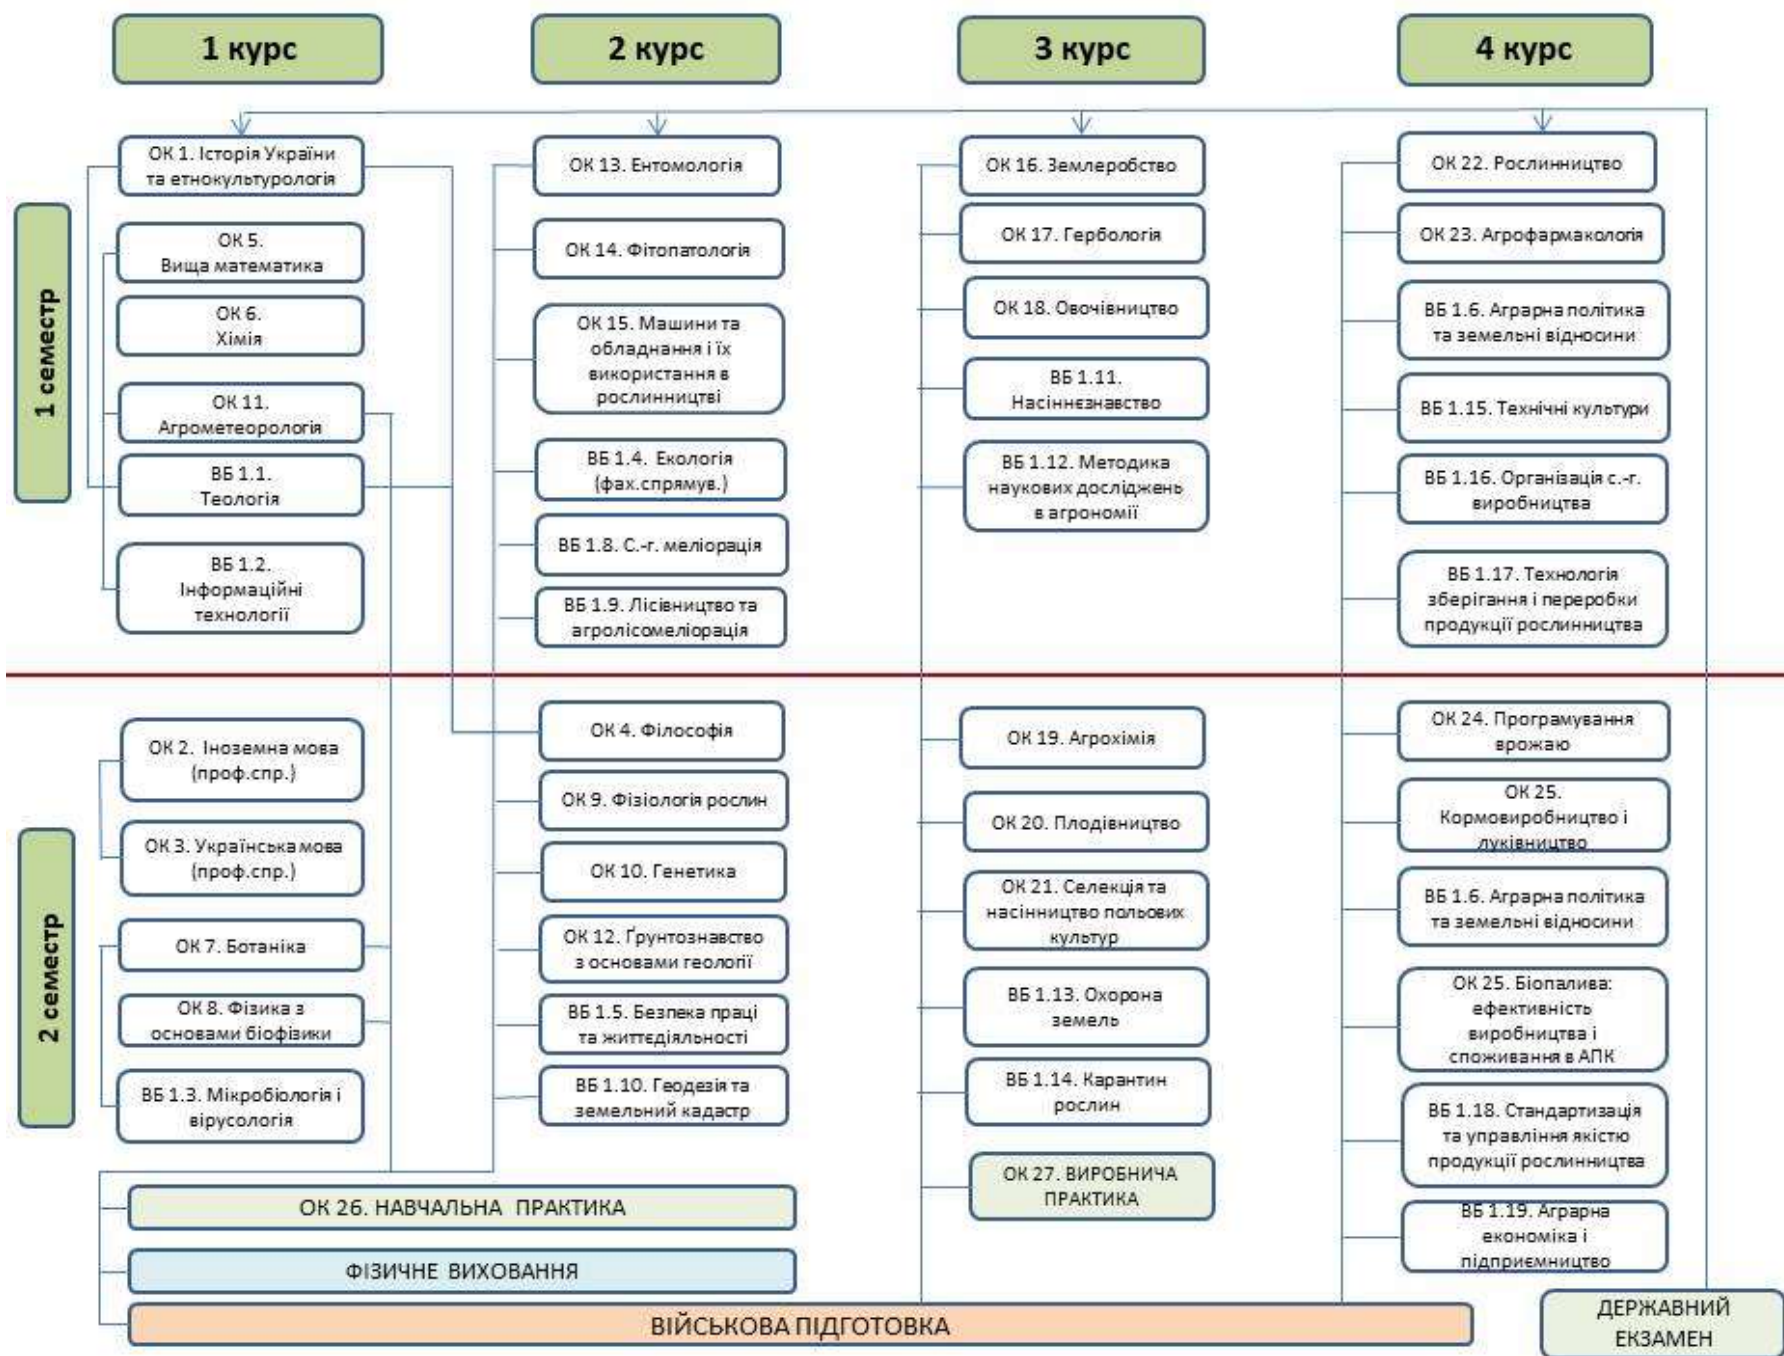 1 курс
2 курс
3 курс
4 курс
1 семестр
ОК 1. Історія України
та етнокультурологія
ОК 5.
Вища математика
ОК 6.
Хімія
ОК 11.
Агрометеорологія
ВБ 1.1.
Теологія
ВБ 1.2.
Інформаційні
технології
ОК 13. Ентомологія
ОК 14. Фітопатологія
ОК 15. Машини та
обладнання і їх
використання в
рослинництві
ВБ 1.4. Екологія
(фах.спрямув.)
ВБ 1.8. С.-г. меліорація
ВБ 1.9. Лісівництво та
агролісомеліорація
ОК 16. Землеробство
ОК 17. Гербологія
ОК 18. Овочівництво
ВБ 1.11.
Насіннєзнавство
ВБ 1.12. Методика
наукових досліджень
в агрономії
ОК 22. Рослинництво
ОК 23. Агрофармакологія
ВБ 1.6. Аграрна політика
та земельні відносини
ВБ 1.15. Технічні культури
ВБ 1.16. Організація с.-г.
виробництва
ВБ 1.17. Технологія
зберігання і переробки
продукції рослинництва
2 семестр
ОК 2. Іноземна мова
(проф.спр.)
ОК 3. Українська мова
(проф.спр.)
ОК 7. Ботаніка
ОК 8. Фізика з
основами біофізики
ВБ 1.3. Мікробіологія і
вірусологія
ОК 4. Філософія
ОК 9. Фізіологія рослин
ОК 10. Генетика
ОК 12. Ґрунтознавство
з основами геології
ВБ 1.5. Безпека праці
та життєдіяльності
ВБ 1.10. Геодезія та
земельний кадастр
ОК 19. Агрохімія
ОК 20. Плодівництво
ОК 21. Селекція та
насінництво польових
культур
ВБ 1.13. Охорона
земель
ВБ 1.14. Карантин
рослин
ОК 27. ВИРОБНИЧА
ПРАКТИКА
ОК 24. Програмування
врожаю
ОК 25.
Кормовиробництво і
луківництво
ВБ 1.6. Аграрна політика
та земельні відносини
ОК 25. Біопалива:
ефективність
виробництва і
споживання в АПК
ВБ 1.18. Стандартизація
та управління якістю
продукції рослинництва
ВБ 1.19. Аграрна
економіка і
підприємництво
ОК 26. НАВЧАЛЬНА ПРАКТИКА
ФІЗИЧНЕ ВИХОВАННЯ
ВІЙСЬКОВА ПІДГОТОВКА
ДЕРЖАВНИЙ
ЕКЗАМЕН